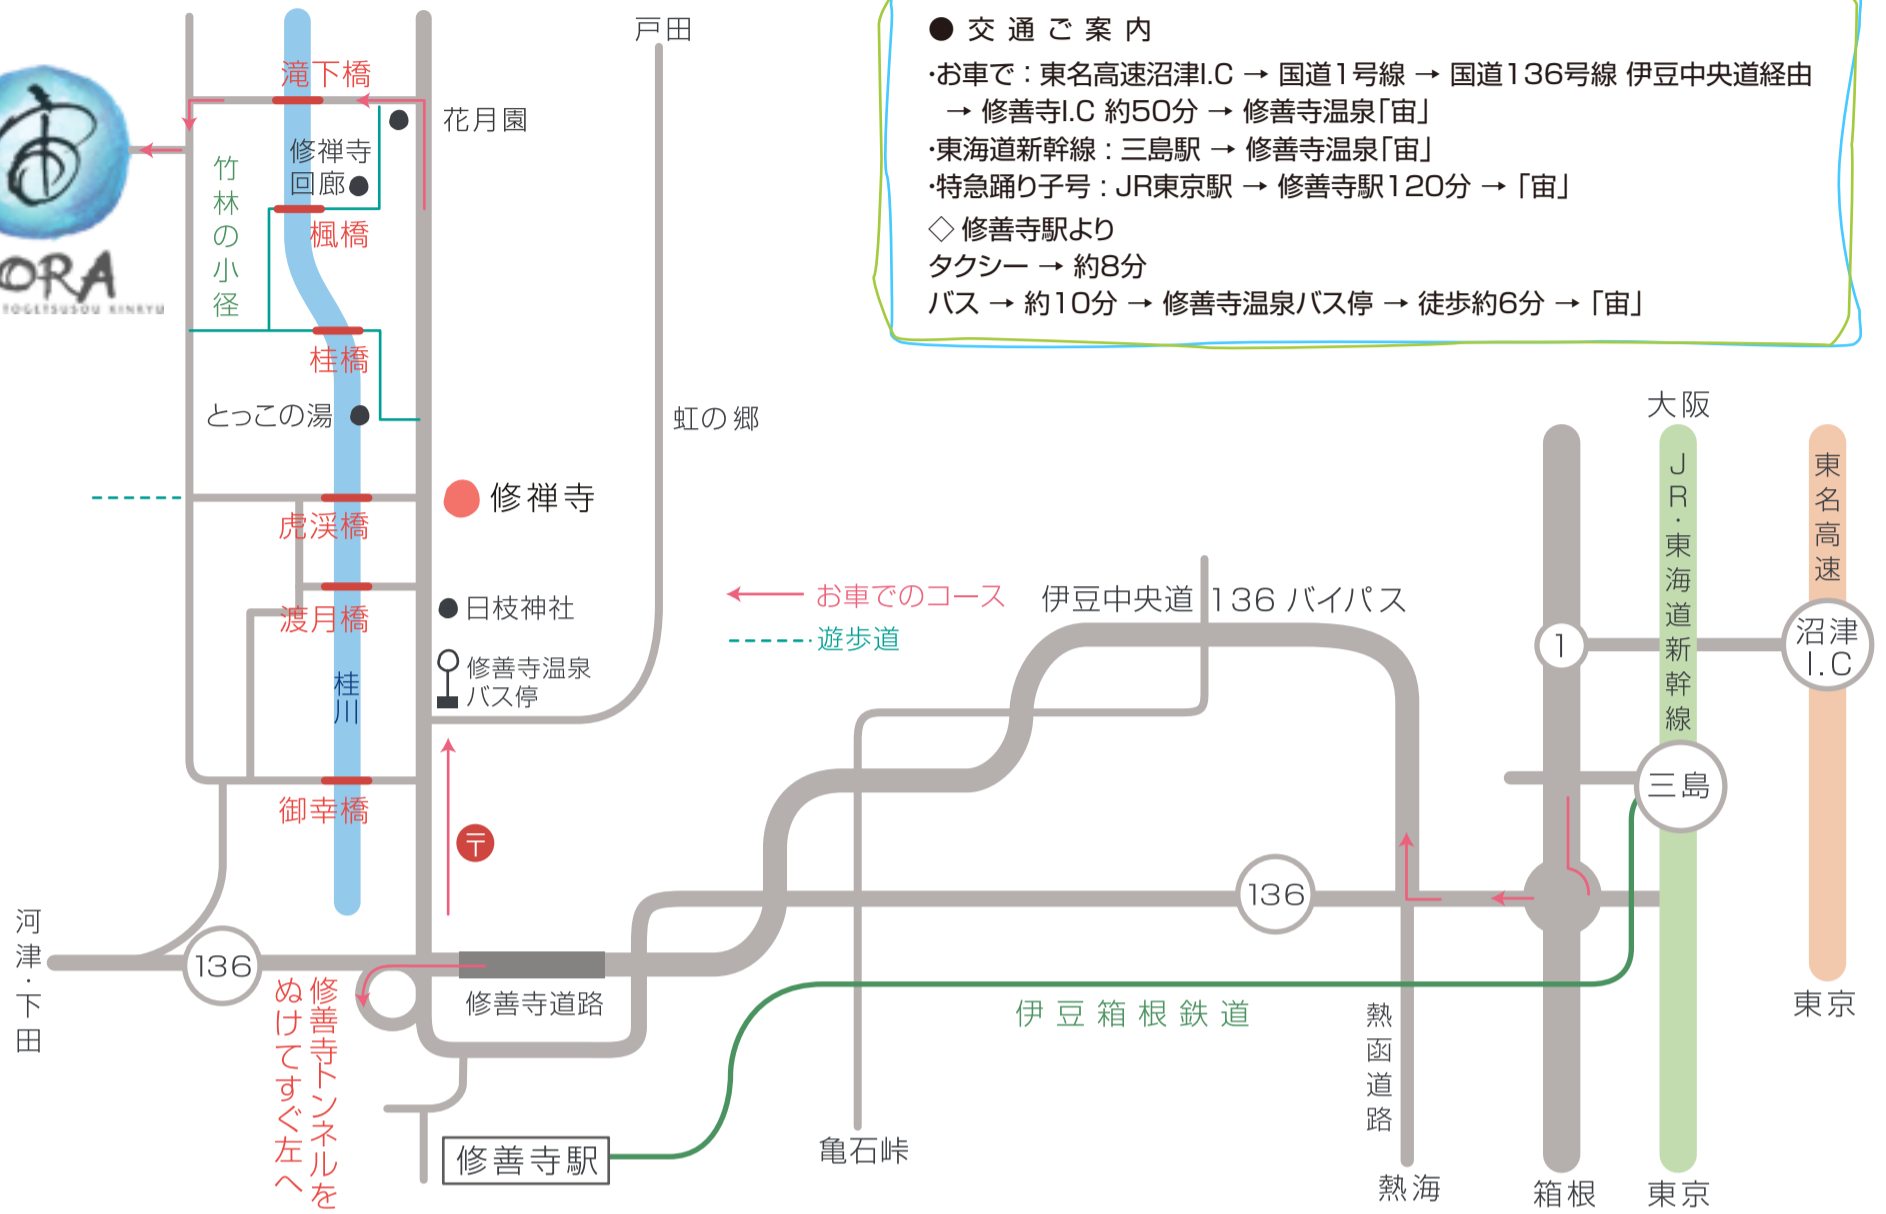 ● 交通ご案内
・お車で：東名高速沼津I.C → 国道1号線 → 国道136号線 伊豆中央道経由
→ 修善寺I.C 約50分 → 修善寺温泉「宙」
・東海道新幹線：三島駅 → 修善寺温泉「宙」
・特急踊り子号：JR東京駅 → 修善寺駅120分 → 「宙」
◇ 修善寺駅より
タクシー → 約8分
バス → 約10分 → 修善寺温泉バス停 → 徒歩約6分 → 「宙」
宙
ORA
TOGETSUSOU KINRYU
戸田
滝下橋
花月園
修禅寺
回廊
竹林の小径
楓橋
桂橋
とっこの湯
虹の郷
修禅寺
虎渓橋
渡月橋
日枝神社
修善寺温泉
バス停
桂川
御幸橋
〒
お車でのコース
遊歩道
伊豆中央道
136 バイパス
大阪
JR・東海道新幹線
東名高速
1
沼津
I.C
三島
136
河津・下田
136
修善寺道路
修善寺トンネルを
ぬけてすぐ左へ
伊豆箱根鉄道
熱函道路
東京
修善寺駅
亀石峠
熱海
箱根
東京